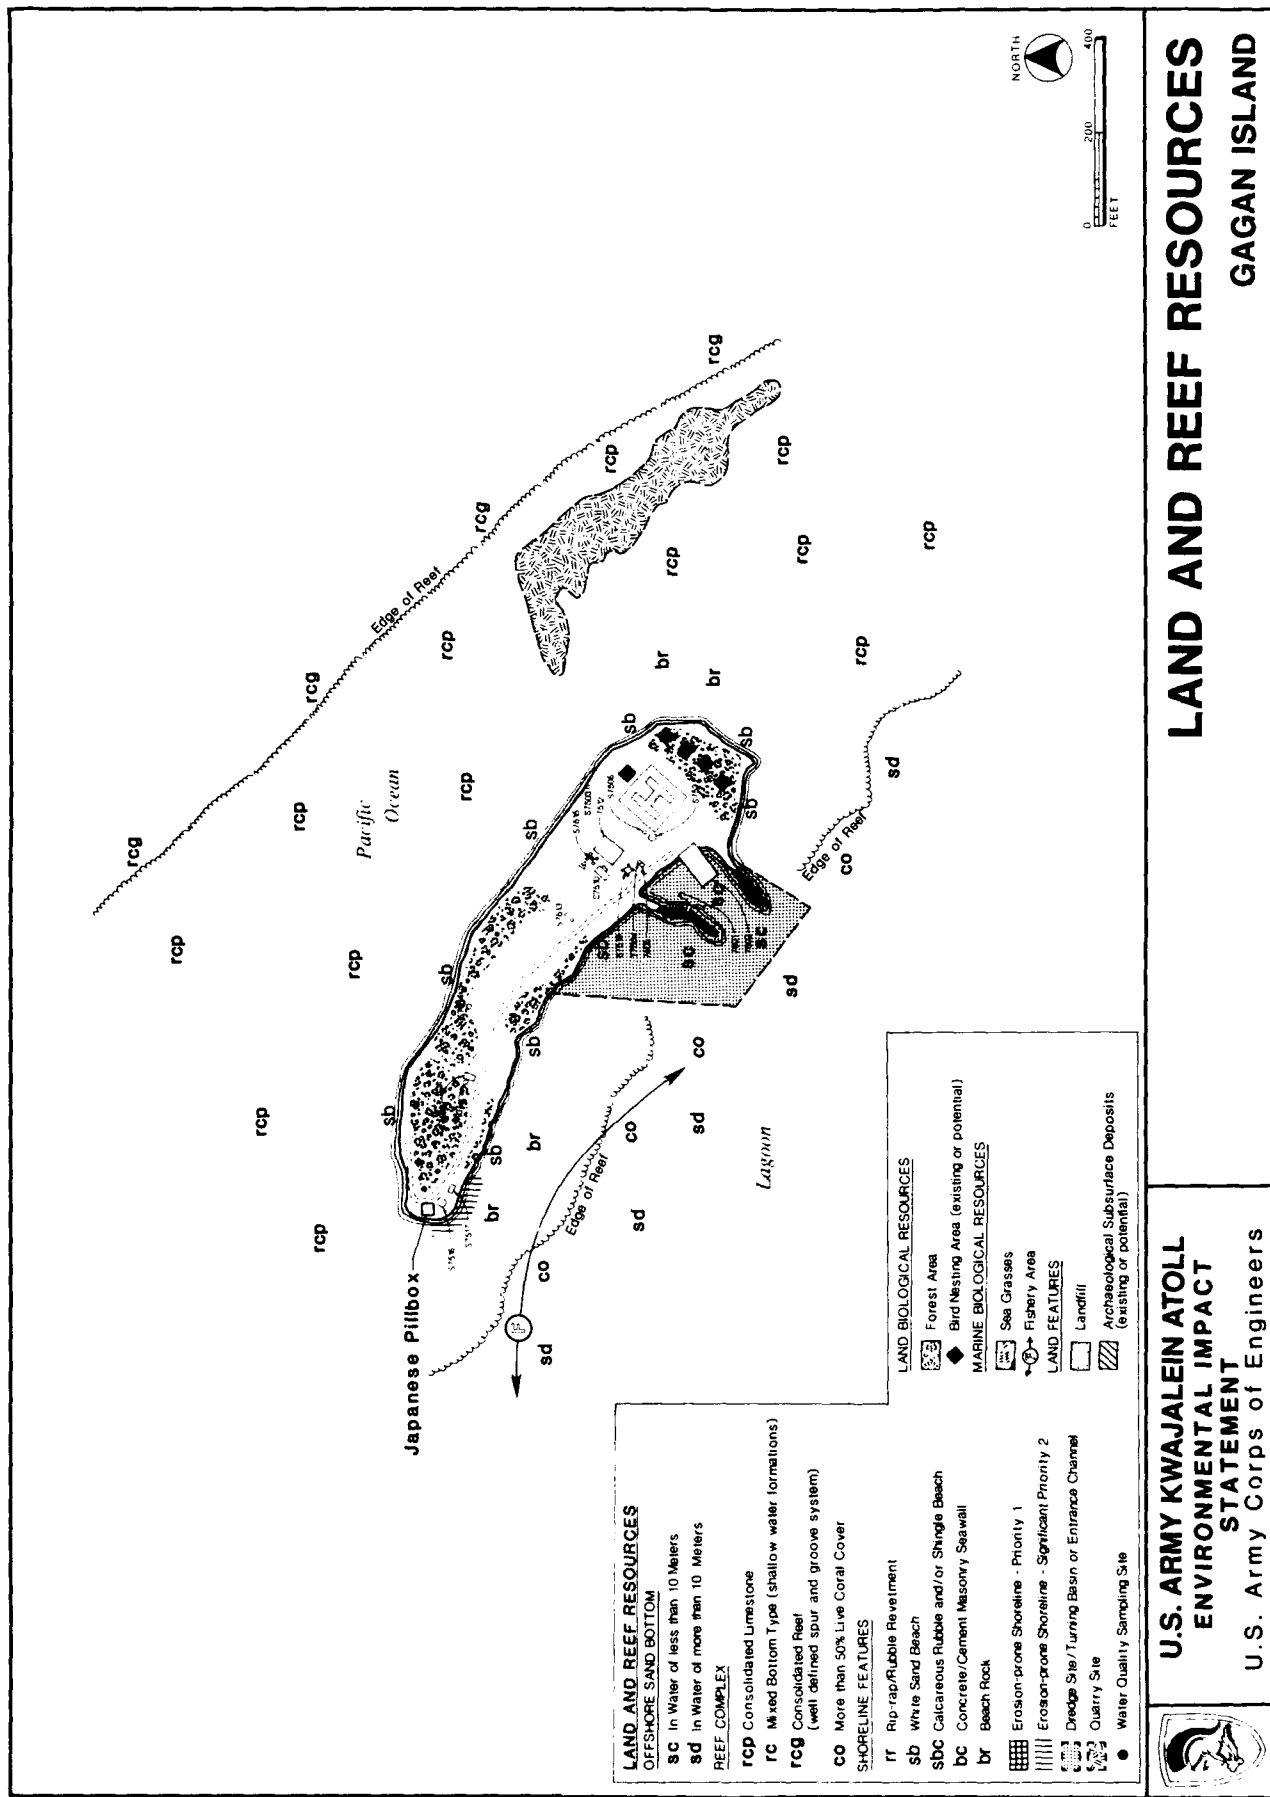 LAND AND REEF RESOURCES
GAGAN ISLAND
NORTH
0 200 400
FEET
rcg
rcp
rcp
rcg
rcp
Pacific
Ocean
rcp
rcg
rcp
Edge of Reef
rcg
rcp
rcg
rcp
rcp
rcp
rcp
rcp
br
br
rcp
rcp
rcp
sb
sb
sb
sb
sb
sb
sb
sb
H
sc
sc
sc
sd
sd
co
Edge of Reef
br
br
co
co
co
Edge of Reef
sd
sd
sd
F
Lagoon
Japanese Pillbox
LAND AND REEF RESOURCES
OFFSHORE SAND BOTTOM
sc In Water of less than 10 Meters
sd In Water of more than 10 Meters
REEF COMPLEX
rcp Consolidated Limestone
rc Mixed Bottom Type (shallow water formations)
rcg Consolidated Reef
(well defined spur and groove system)
co More than 50% Live Coral Cover
SHORELINE FEATURES
rr Rip-rap/Rubble Revetment
sb White Sand Beach
sbc Calcareous Rubble and/or Shingle Beach
bc Concrete/Cement Masonry Seawall
br Beach Rock
Erosion-prone Shoreline - Priority 1
Erosion-prone Shoreline - Significant Priority 2
Dredge Site/Turning Basin or Entrance Channel
Quarry Site
Water Quality Sampling Site
LAND BIOLOGICAL RESOURCES
Forest Area
Bird Nesting Area (existing or potential)
MARINE BIOLOGICAL RESOURCES
Sea Grasses
F Fishery Area
LAND FEATURES
Landfill
Archaeological Subsurface Deposits
(existing or potential)
U.S. ARMY KWAJALEIN ATOLL
ENVIRONMENTAL IMPACT
STATEMENT
U.S. Army Corps of Engineers